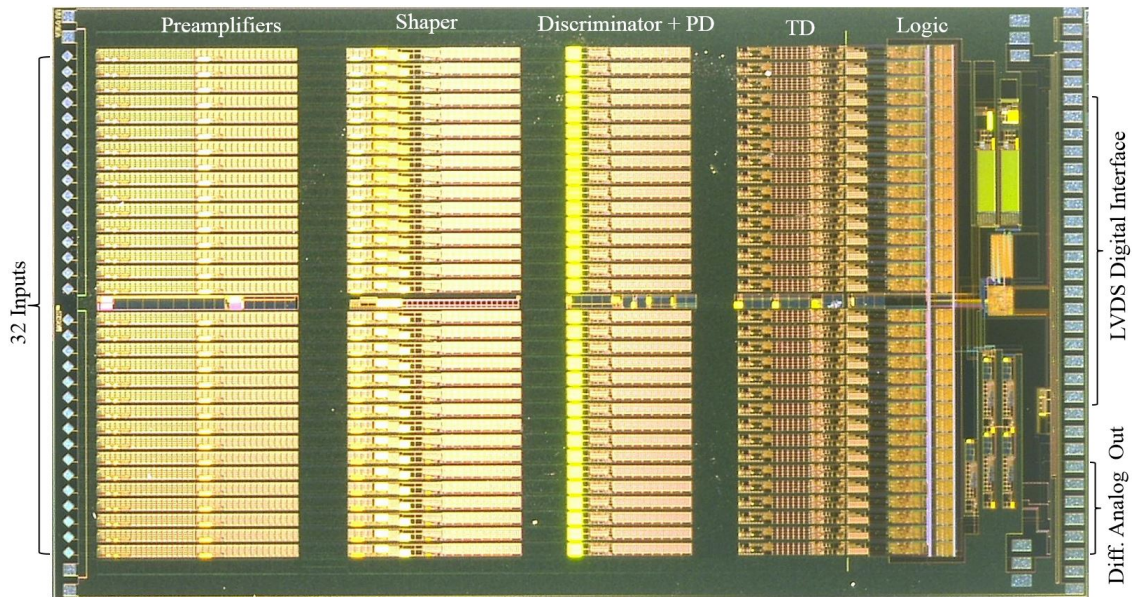 Preamplifiers
Shaper
Discriminator + PD
TD
Logic
32 Inputs
LVDS Digital Interface
Diff. Analog Out